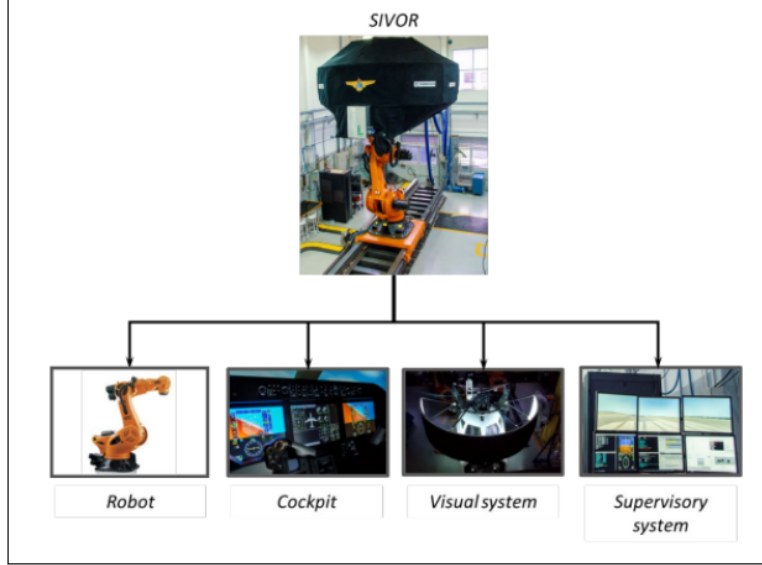 SIVOR
Robot
Cockpit
Visual system
Supervisory
system